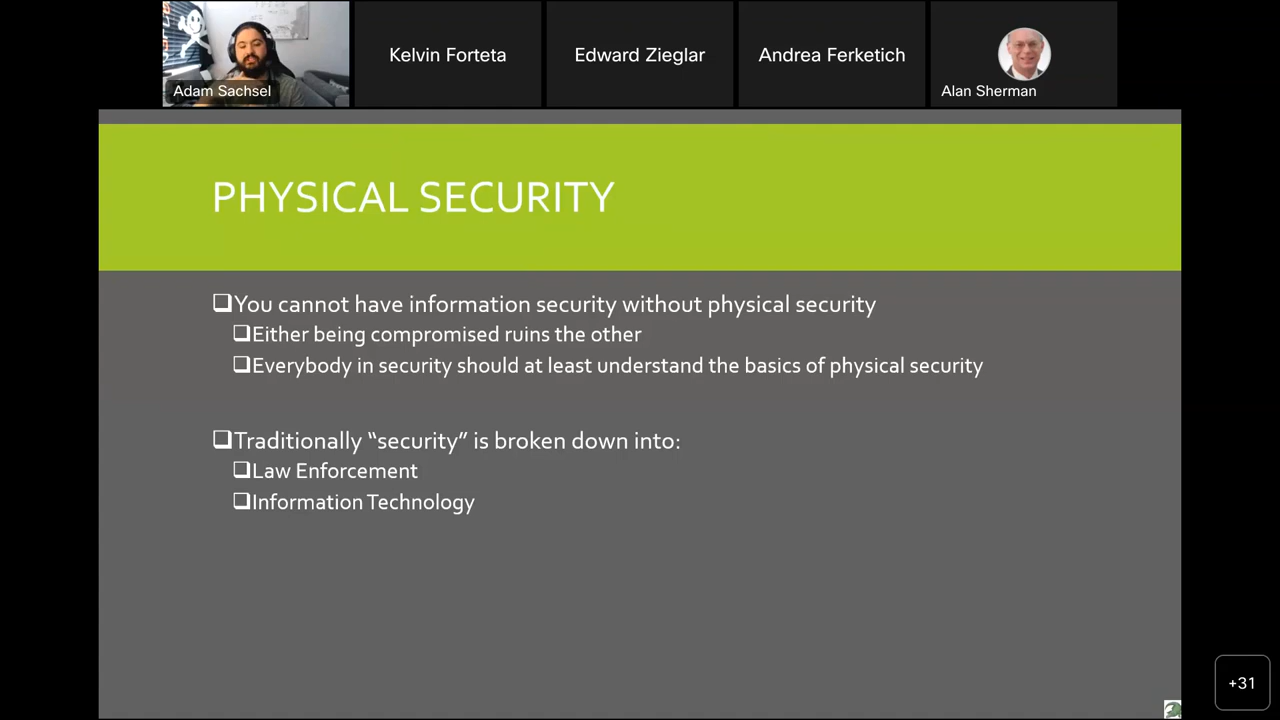 Adam Sachsel
Kelvin Forteta
Edward Zieglar
Andrea Ferketich
Alan Sherman
PHYSICAL SECURITY
❑You cannot have information security without physical security
❑Either being compromised ruins the other
❑Everybody in security should at least understand the basics of physical security
❑Traditionally “security” is broken down into:
❑Law Enforcement
❑Information Technology
+31